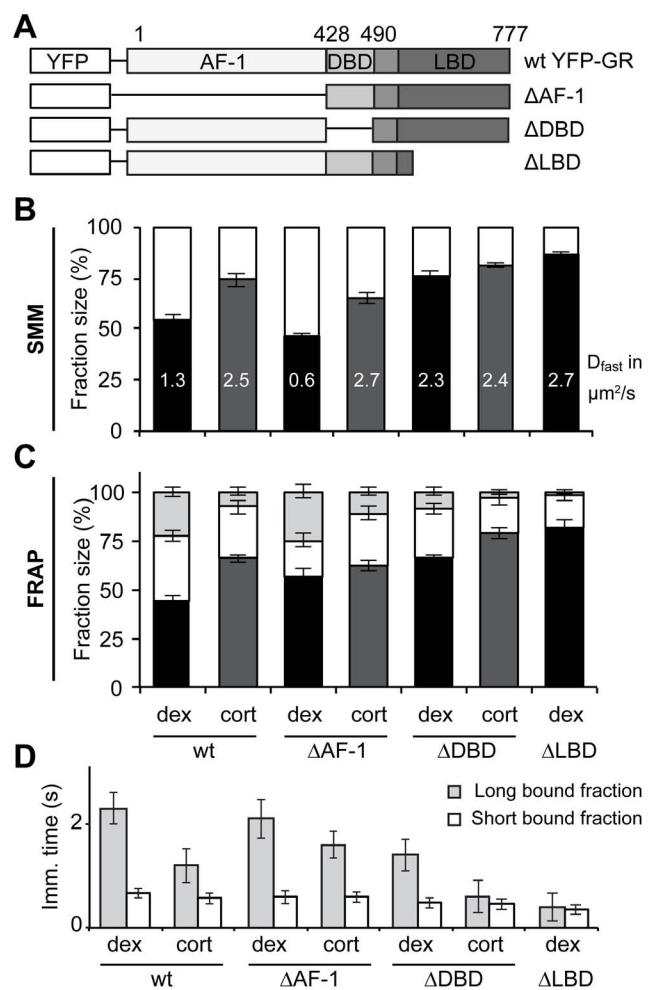 A
1 428 490 777
YFP AF-1 DBD LBD wt YFP-GR
ΔAF-1
ΔDBD
ΔLBD
B
SMM
Fraction size (%)
100
75
50
25
0
1.3 2.5 0.6 2.7 2.3 2.4 2.7
D_fast in
µm²/s
C
FRAP
Fraction size (%)
100
75
50
25
0
dex cort dex cort dex cort dex
wt ΔAF-1 ΔDBD ΔLBD
D
Imm. time (s)
2
0
Long bound fraction
Short bound fraction
dex cort dex cort dex cort dex
wt ΔAF-1 ΔDBD ΔLBD